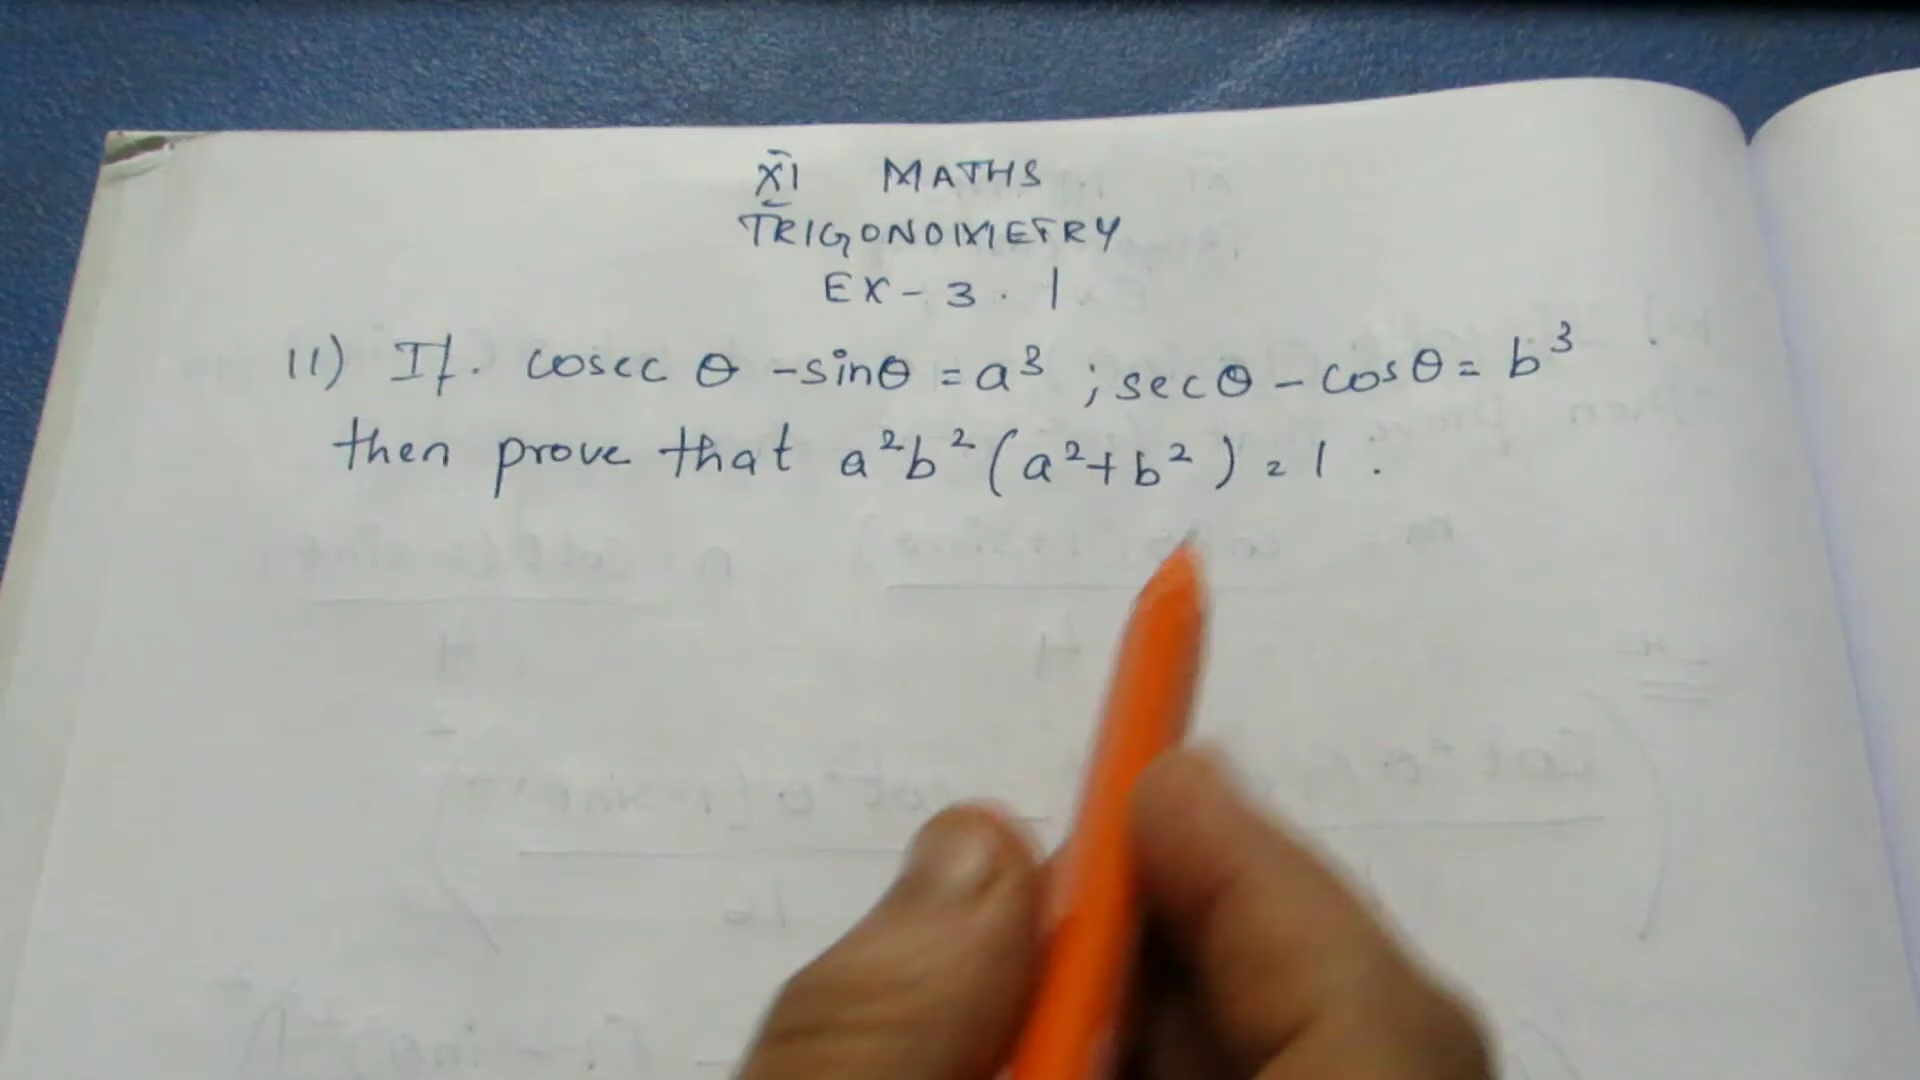 XI MATHS
TRIGONOMETRY
EX - 3.1
11) If. cosec θ - sinθ = a³ ; secθ - cosθ = b³
then prove that a²b² (a²+b²) = 1.